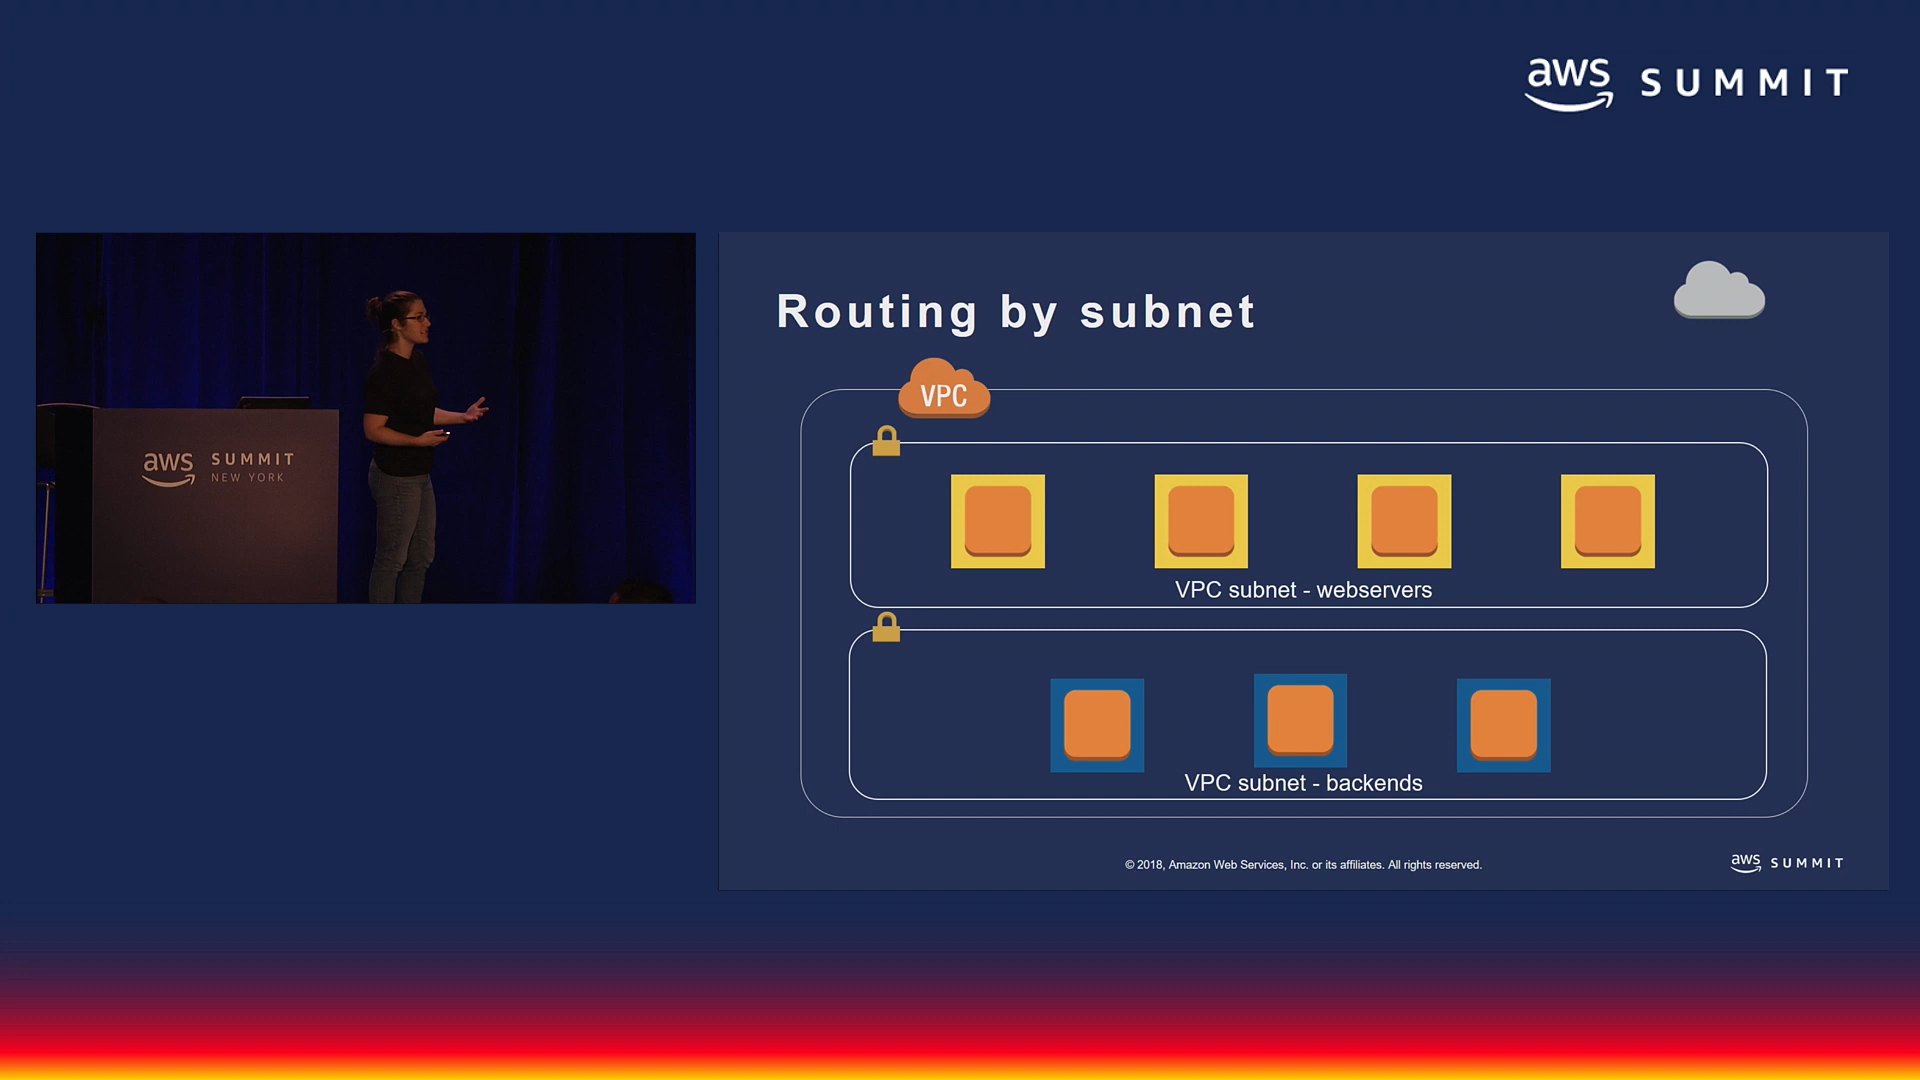 aws SUMMIT
aws SUMMIT
NEW YORK
Routing by subnet
VPC
VPC subnet - webservers
VPC subnet - backends
© 2018, Amazon Web Services, Inc. or its affiliates. All rights reserved.
aws SUMMIT